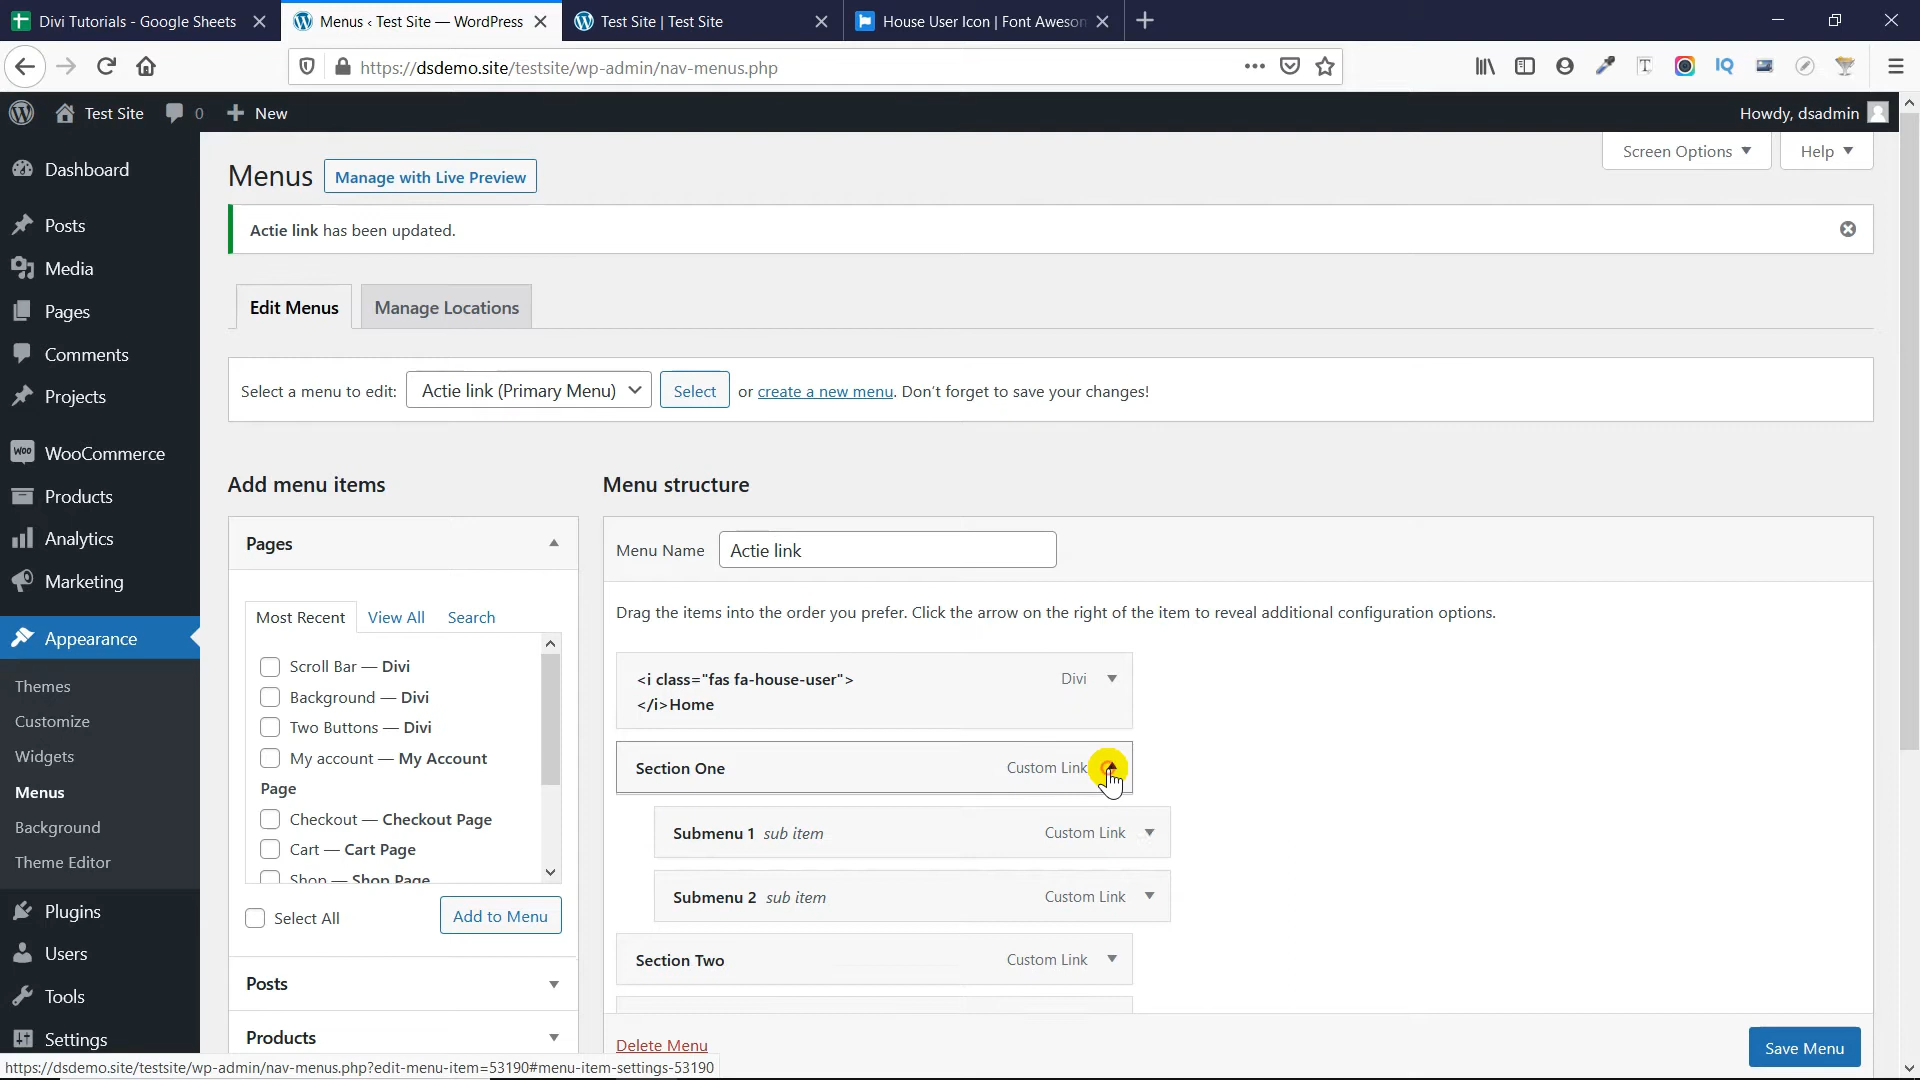 Divi Tutorials - Google Sheets
Menus ‹ Test Site — WordPress
Test Site | Test Site
House User Icon | Font Aweson
https://dsdemo.site/testsite/wp-admin/nav-menus.php
Test Site
0
New
Howdy, dsadmin
Screen Options
Help
Dashboard
Posts
Media
Pages
Comments
Projects
WooCommerce
Products
Analytics
Marketing
Appearance
Themes
Customize
Widgets
Menus
Background
Theme Editor
Plugins
Users
Tools
Settings
Menus
Manage with Live Preview
Actie link has been updated.
Edit Menus
Manage Locations
Select a menu to edit:
Actie link (Primary Menu)
Select
or create a new menu. Don't forget to save your changes!
Add menu items
Pages
Most Recent
View All
Search
Scroll Bar — Divi
Background — Divi
Two Buttons — Divi
My account — My Account
Page
Checkout — Checkout Page
Cart — Cart Page
Shop — Shop Page
Select All
Add to Menu
Posts
Products
Menu structure
Menu Name
Actie link
Drag the items into the order you prefer. Click the arrow on the right of the item to reveal additional configuration options.
<i class="fas fa-house-user">
</i>Home
Divi
Section One
Custom Link
Submenu 1 sub item
Custom Link
Submenu 2 sub item
Custom Link
Section Two
Custom Link
Delete Menu
Save Menu
https://dsdemo.site/testsite/wp-admin/nav-menus.php?edit-menu-item=53190#menu-item-settings-53190